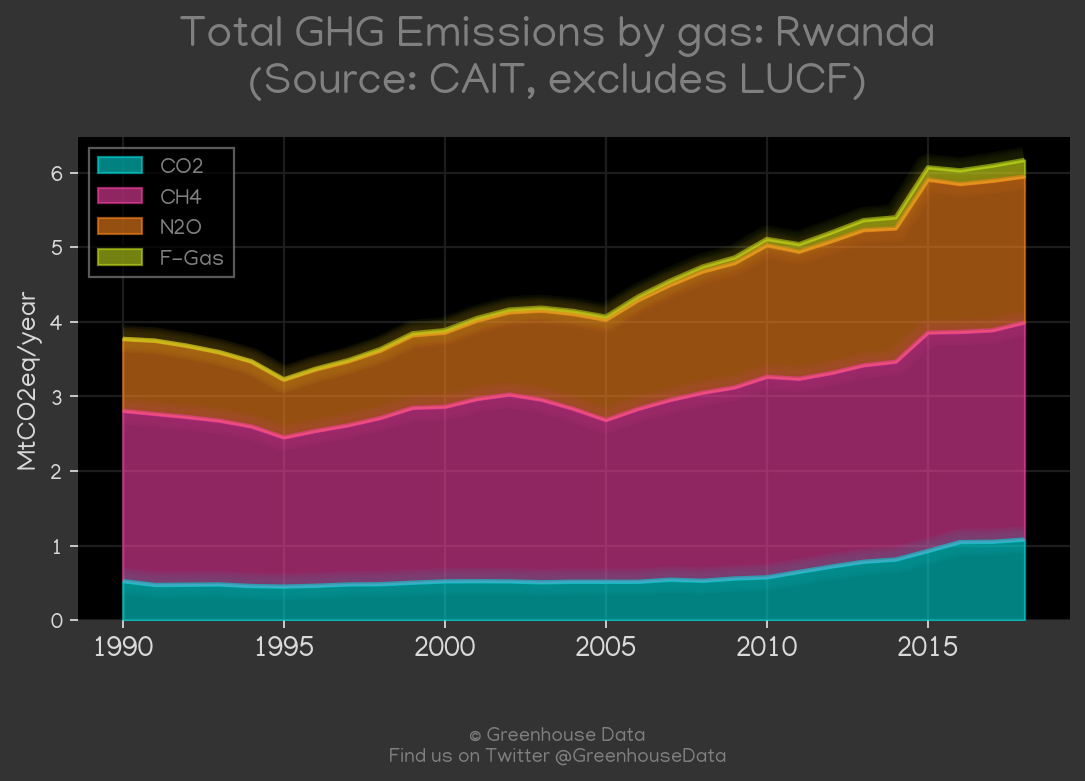 Total GHG Emissions by gas: Rwanda
(Source: CAIT, excludes LUCF)
CO2
CH4
N2O
F-Gas
MtCO2eq/year
6
5
4
3
2
1
0
1990 1995 2000 2005 2010 2015
© Greenhouse Data
Find us on Twitter @GreenhouseData